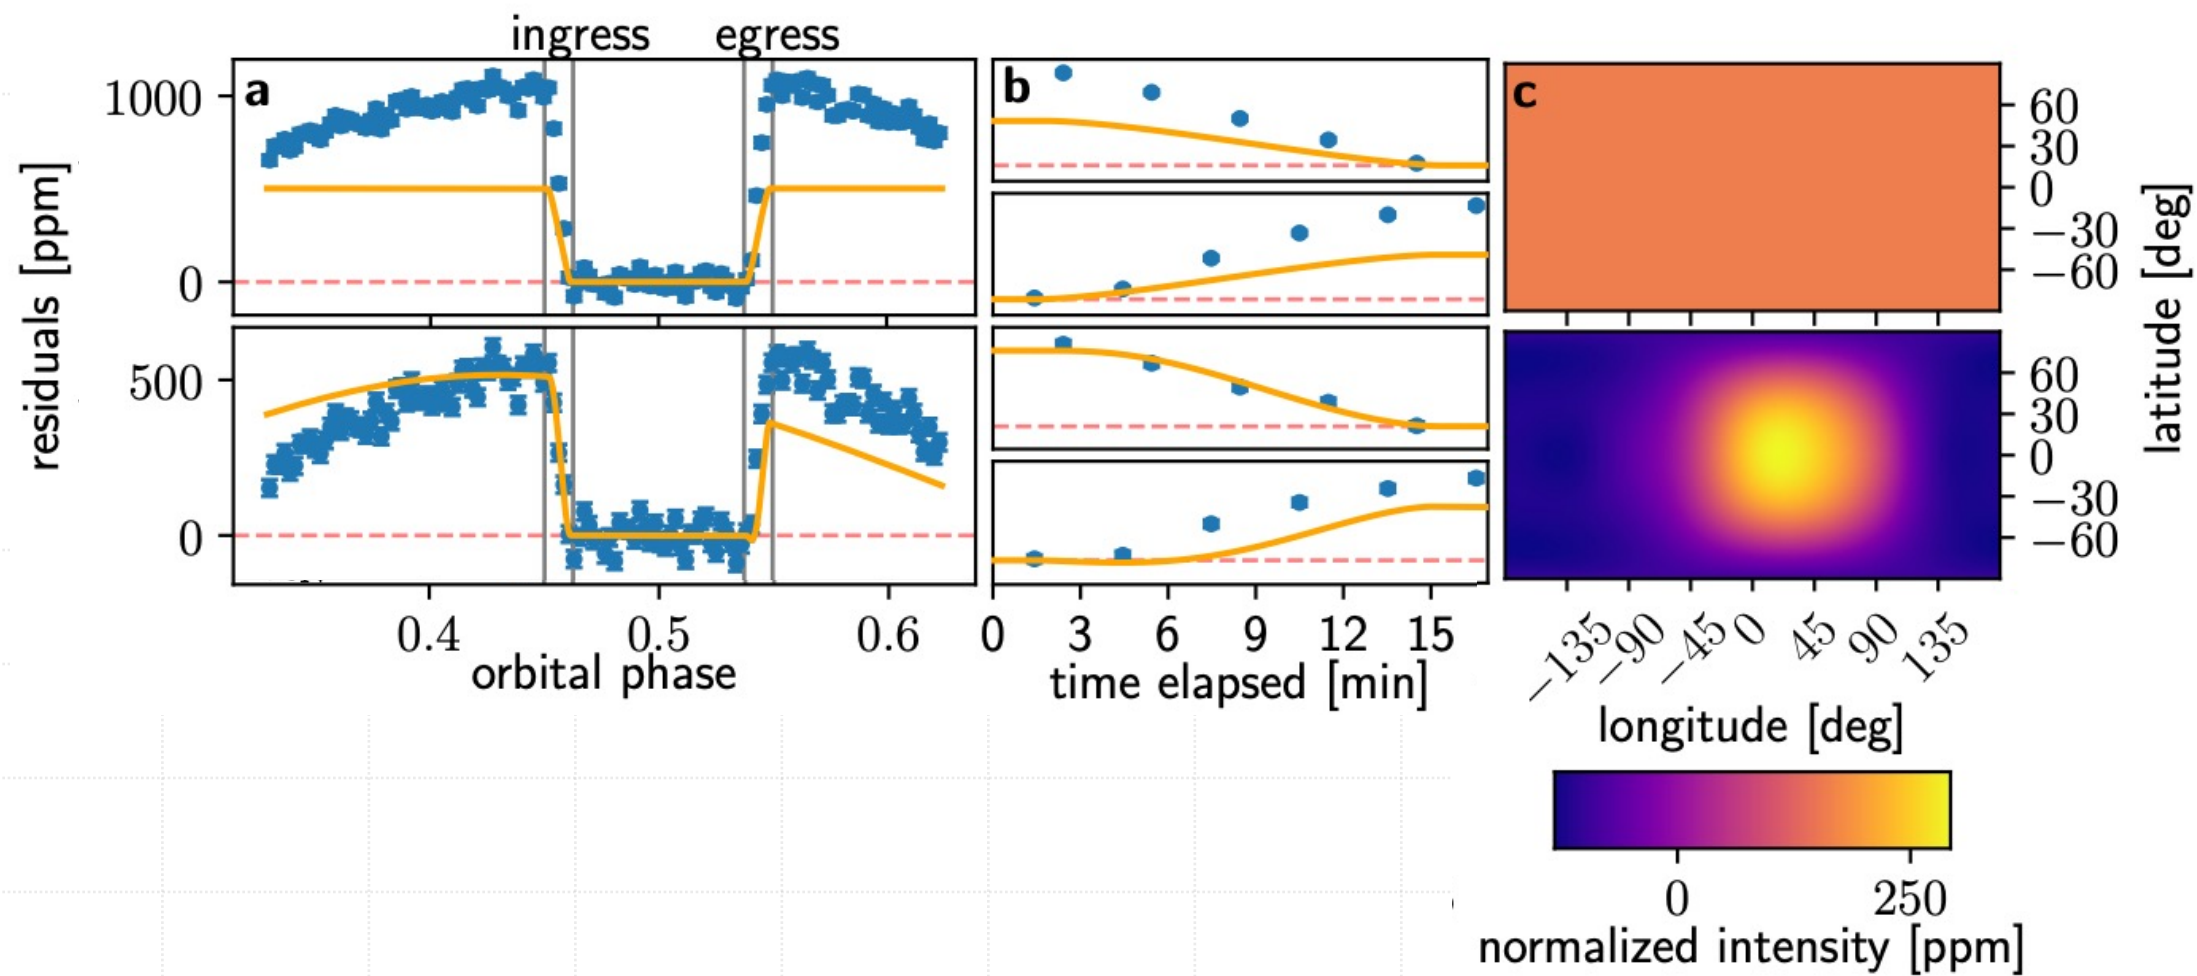 ingress egress
a
b
c
1000
0
residuals [ppm]
500
0
0.4 0.5 0.6
orbital phase
0 3 6 9 12 15
time elapsed [min]
60
30
0
−30
−60
60
30
0
−30
−60
latitude [deg]
−135 −90 −45 0 45 90 135
longitude [deg]
0 250
normalized intensity [ppm]